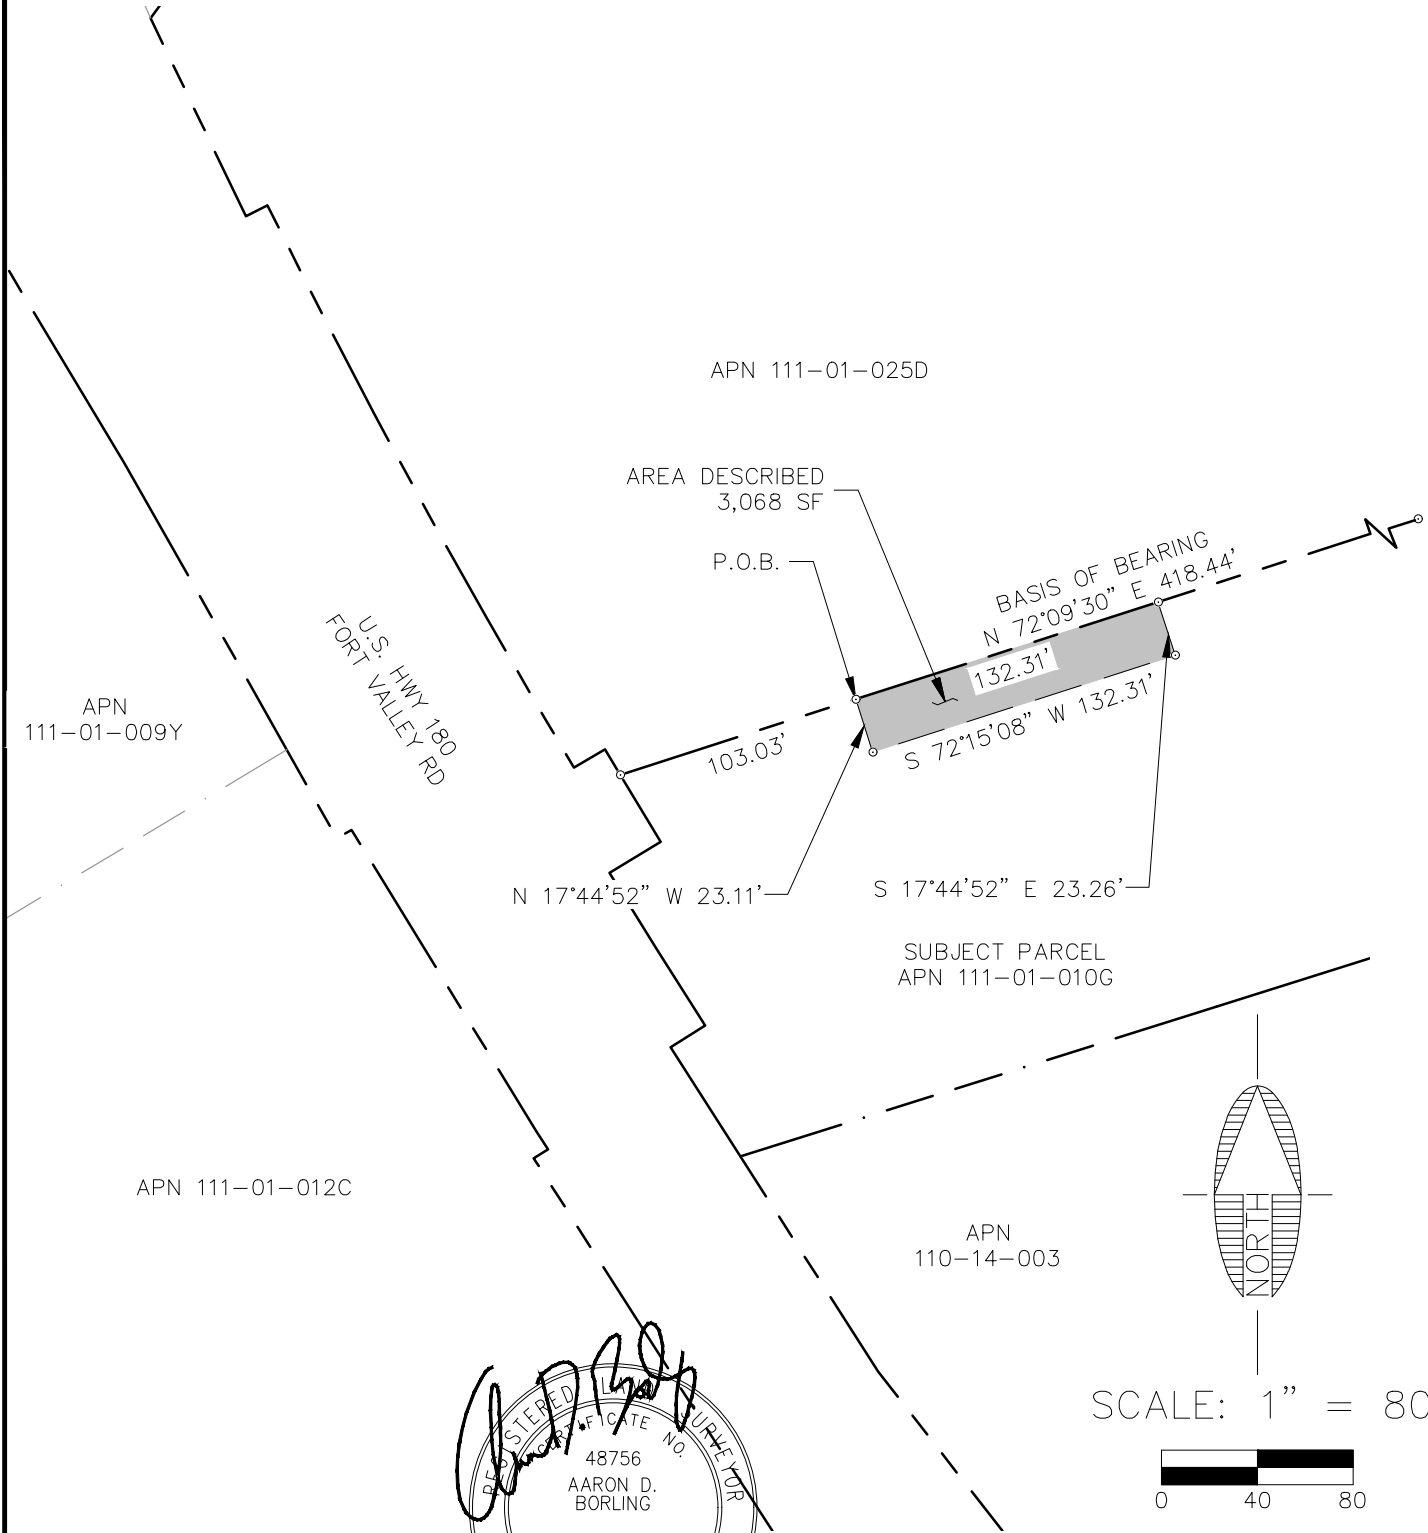 APN 111-01-025D
AREA DESCRIBED
3,068 SF
P.O.B.
BASIS OF BEARING
N 72°09'30" E 418.44'
132.31'
S 72°15'08" W 132.31'
103.03'
U.S. HWY 180
FORT VALLEY RD
APN
111-01-009Y
N 17°44'52" W 23.11'
S 17°44'52" E 23.26'
SUBJECT PARCEL
APN 111-01-010G
APN 111-01-012C
APN
110-14-003
NORTH
SCALE: 1" = 80
0 40 80
REGISTERED LAND SURVEYOR
CERTIFICATE NO.
48756
AARON D.
BORLING